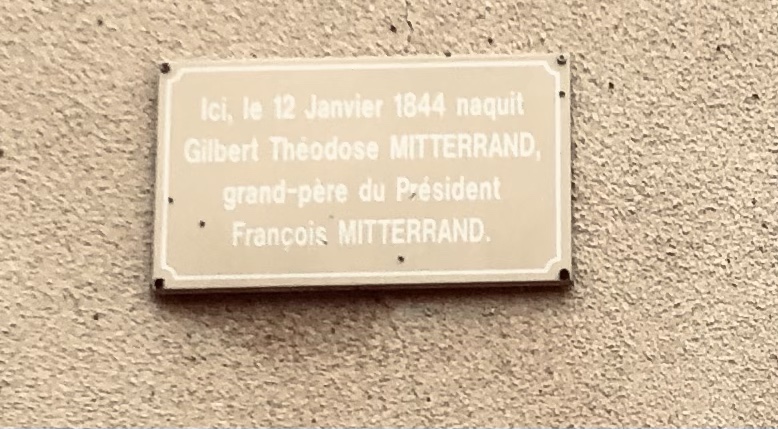 Ici, le 12 Janvier 1844 naquit
Gilbert Théodose MITTERRAND,
grand-père du Président
François MITTERRAND.